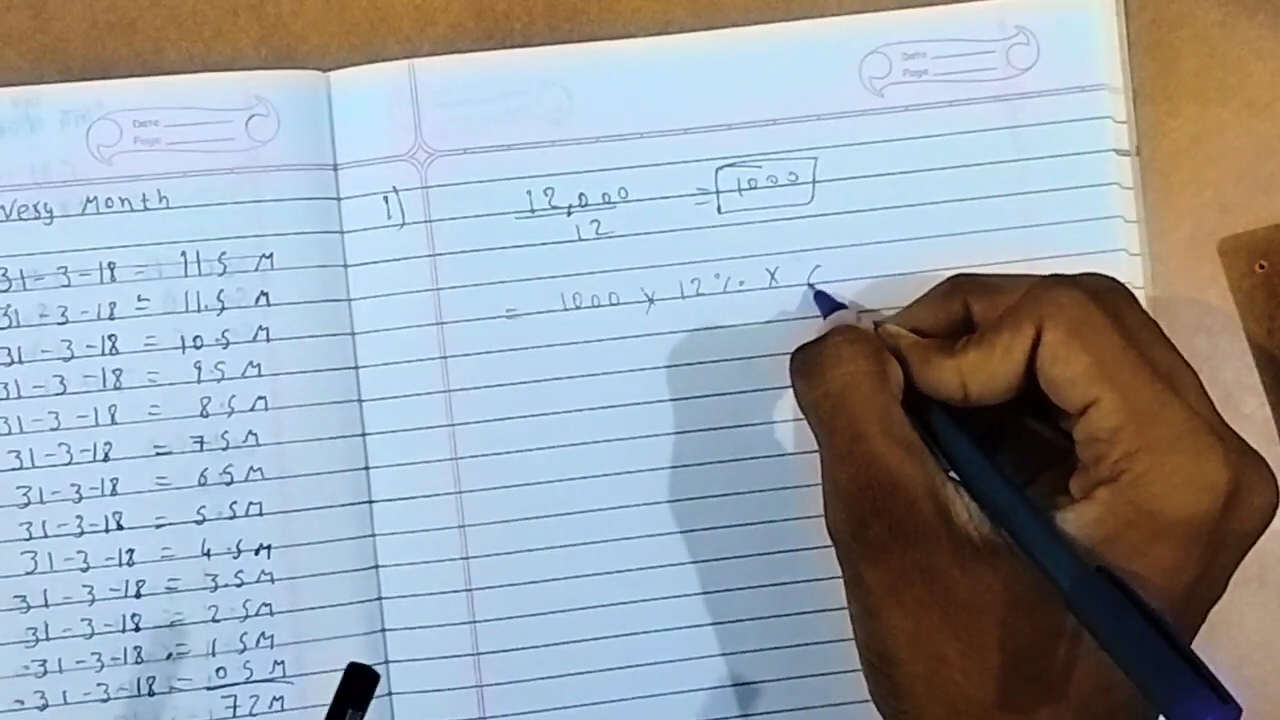 Date
Page
Date
Page
very Month
31-3-18 = 11.5 M
31-3-18 = 11.5 M
31-3-18 = 10.5 M
31-3-18 = 9.5 M
31-3-18 = 8.5 M
31-3-18 = 7.5 M
31-3-18 = 6.5 M
31-3-18 = 5.5 M
31-3-18 = 4.5 M
31-3-18 = 3.5 M
31-3-18 = 2.5 M
31-3-18 = 1.5 M
31-3-18 = 0.5 M
72 M
1) 12,000 = 1000
12
= 1000 x 12% x